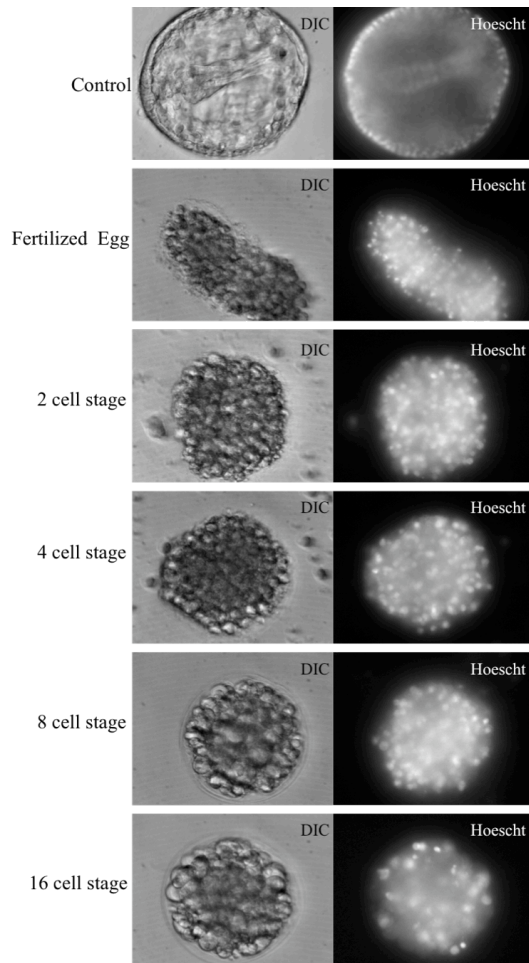 DIC Hoescht
Control
DIC Hoescht
Fertilized Egg
DIC Hoescht
2 cell stage
DIC Hoescht
4 cell stage
DIC Hoescht
8 cell stage
DIC Hoescht
16 cell stage